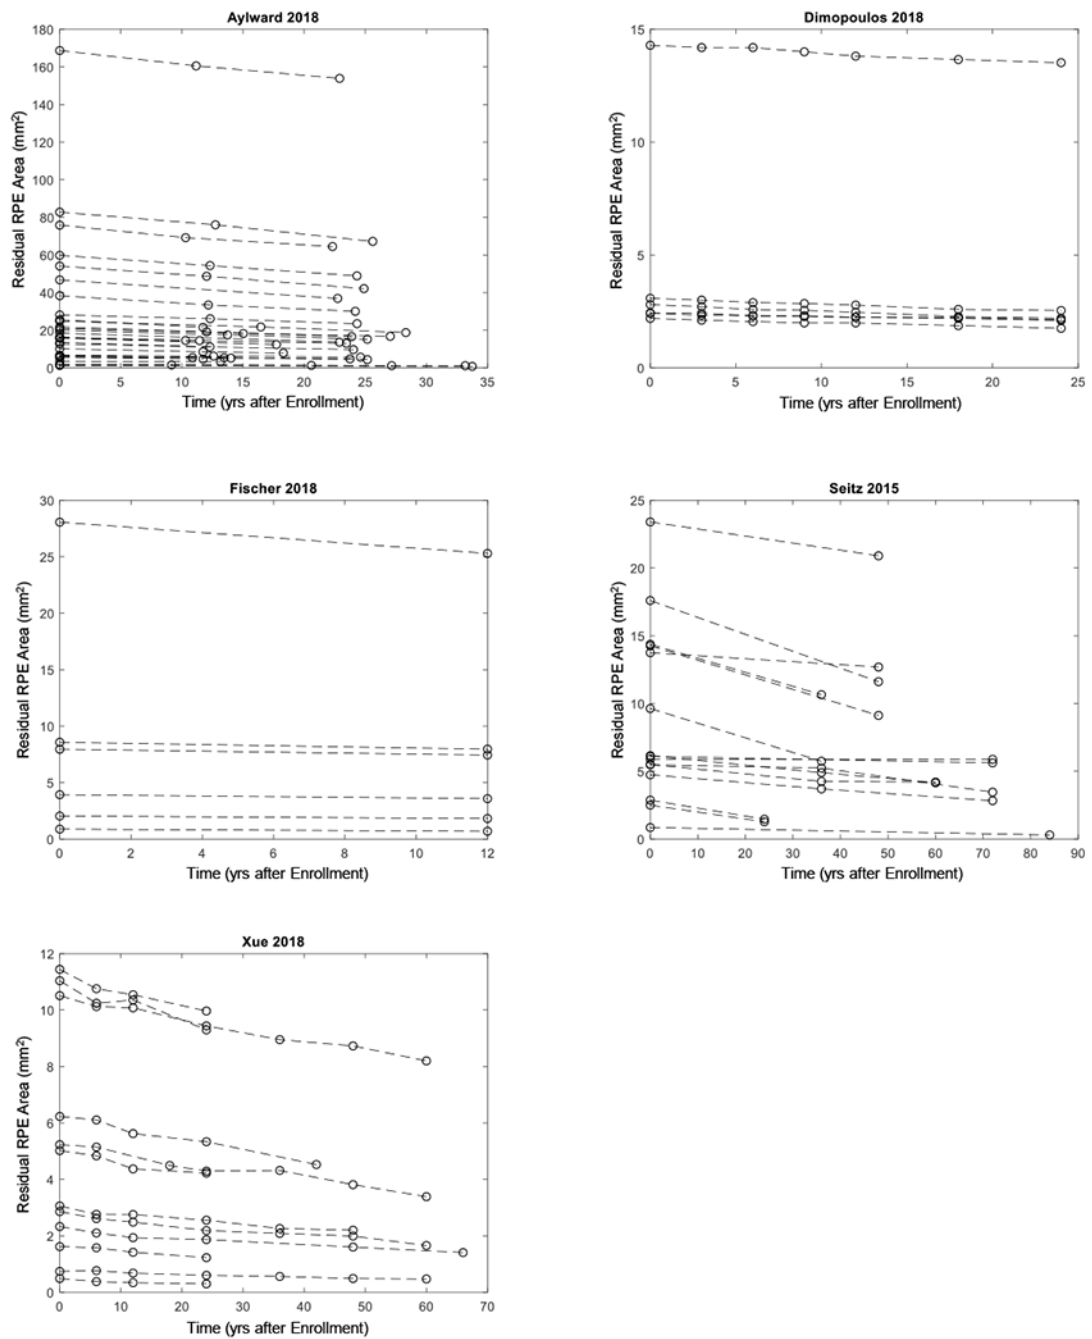 Aylward 2018
180
160
140
120
100
80
60
40
20
0
Residual RPE Area (mm²)
0 5 10 15 20 25 30 35
Time (yrs after Enrollment)
Dimopoulos 2018
15
10
5
0
Residual RPE Area (mm²)
0 5 10 15 20
Time (yrs after Enrollment)
Fischer 2018
30
25
20
15
10
5
0
Residual RPE Area (mm²)
0 2 4 6 8 10 12
Time (yrs after Enrollment)
Seitz 2015
25
20
15
10
5
0
Residual RPE Area (mm²)
0 10 20 30 40 50 60 70 80 90
Time (yrs after Enrollment)
Xue 2018
12
10
8
6
4
2
0
Residual RPE Area (mm²)
0 10 20 30 40 50 60 70
Time (yrs after Enrollment)